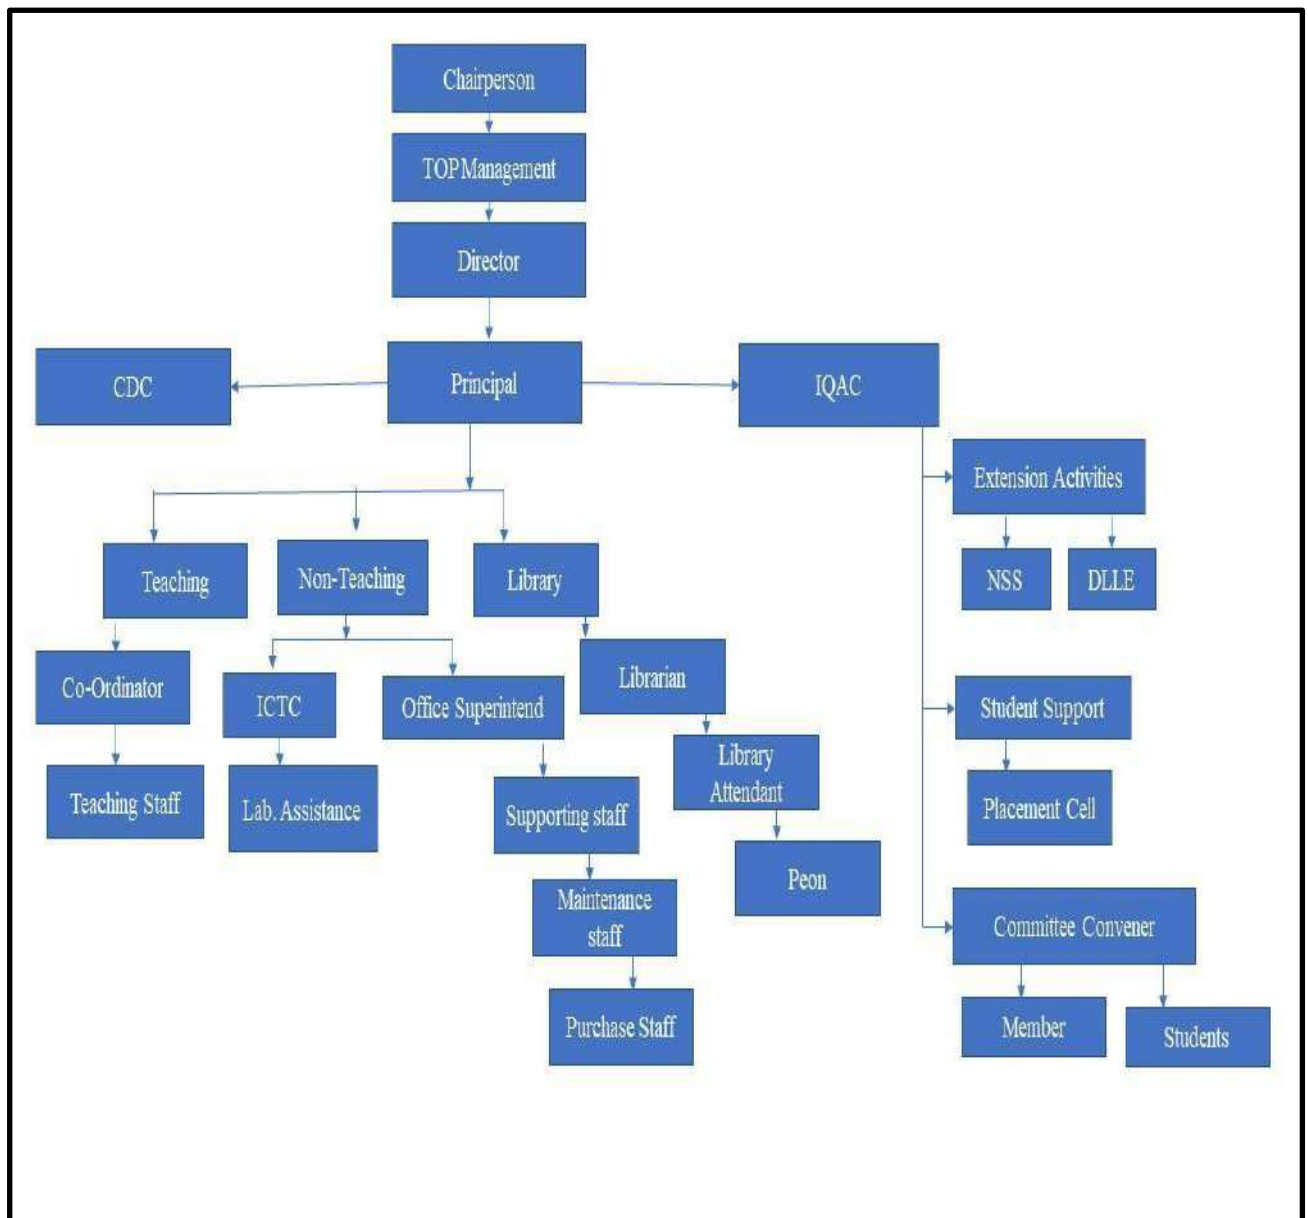 Chairperson
TOP Management
Director
CDC
Principal
IQAC
Extension Activities
NSS
DLLE
Teaching
Non-Teaching
Library
Co-Ordinator
ICTC
Office Superintend
Librarian
Student Support
Teaching Staff
Lab. Assistance
Supporting staff
Library
Attendant
Placement Cell
Peon
Maintenance
staff
Committee Convener
Purchase Staff
Member
Students